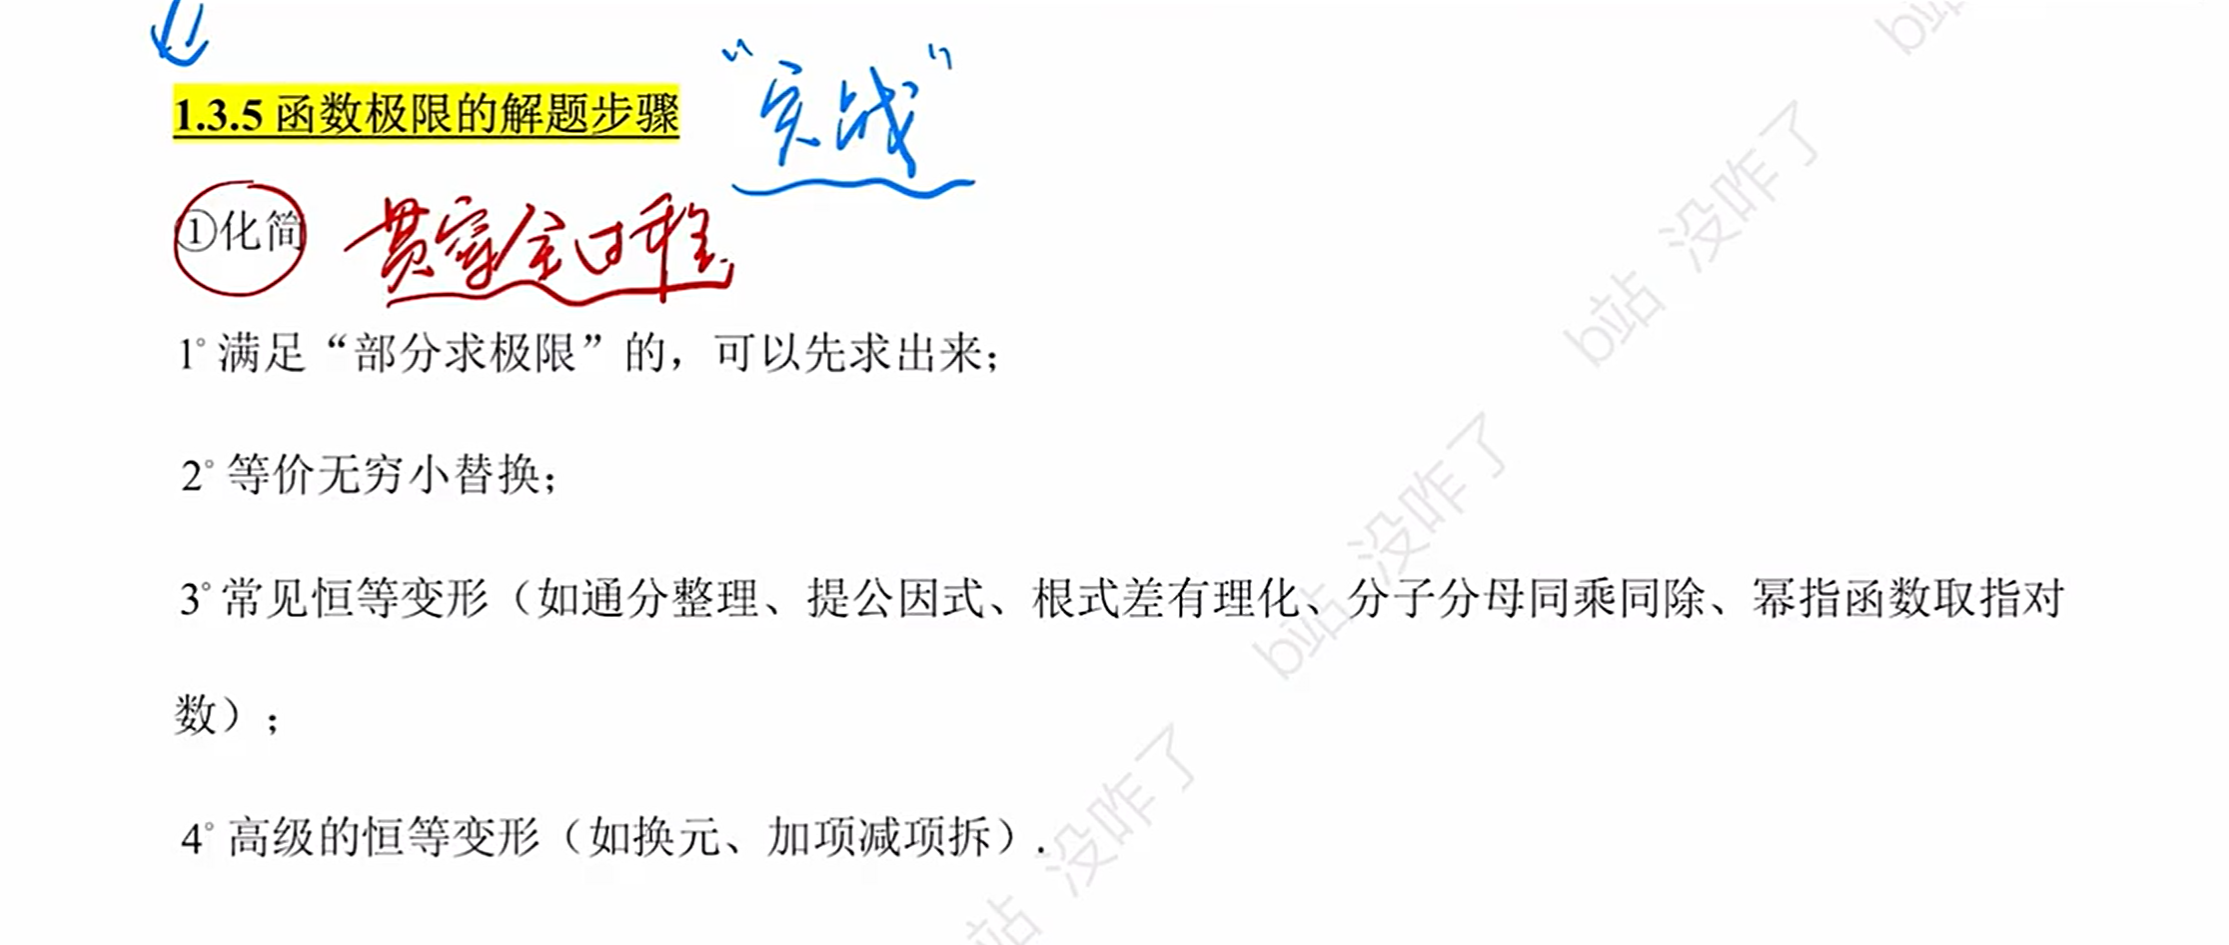 1.3.5 函数极限的解题步骤 “实战”
①化简 贯穿全过程
1° 满足“部分求极限”的，可以先求出来；
2° 等价无穷小替换；
3° 常见恒等变形（如通分整理、提公因式、根式差有理化、分子分母同乘同除、幂指函数取指对
数）；
4° 高级的恒等变形（如换元、加项减项拆）.
b站 没咋了
b站 没咋了
b站 没咋了